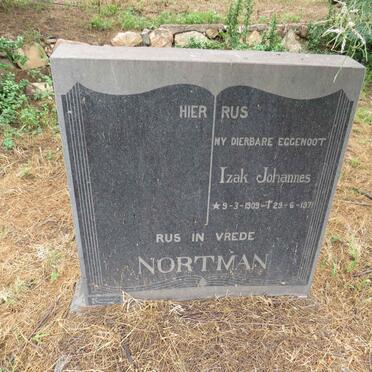 HIER RUS
MY DIERBARE EGGENOOT
Izak Johannes
★ 9-3-1909-✝29-6-1971
RUS IN VREDE
NORTMAN